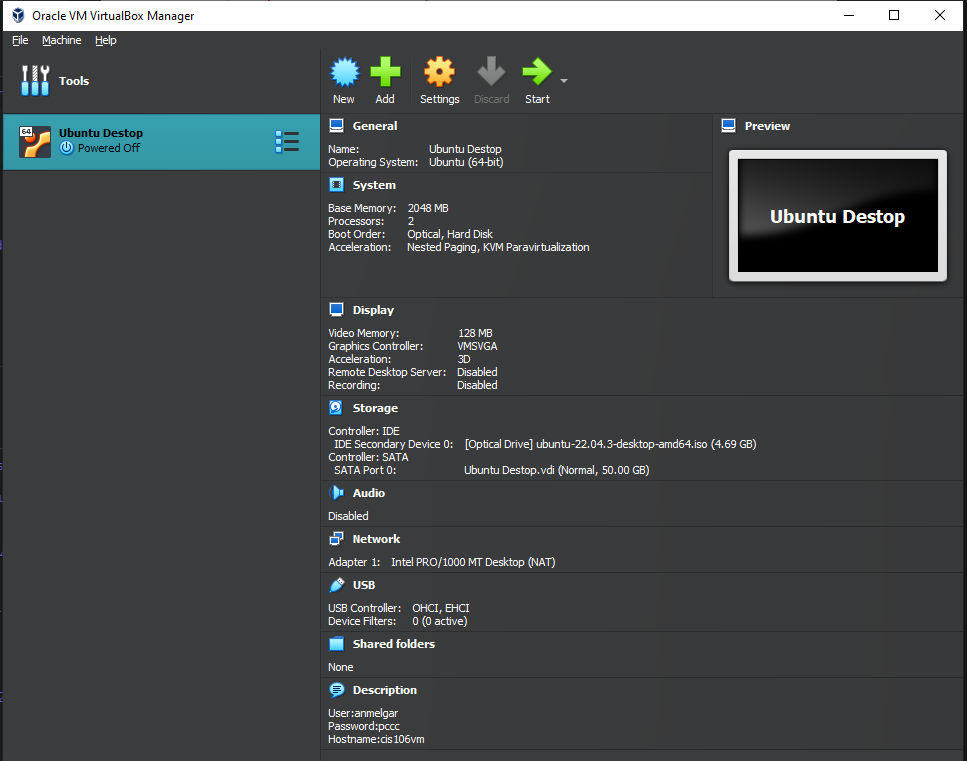 Oracle VM VirtualBox Manager
File Machine Help
Tools
New Add Settings Discard Start
64
Ubuntu Destop
Powered Off
General
Name: Ubuntu Destop
Operating System: Ubuntu (64-bit)
Preview
Ubuntu Destop
System
Base Memory: 2048 MB
Processors: 2
Boot Order: Optical, Hard Disk
Acceleration: Nested Paging, KVM Paravirtualization
Display
Video Memory: 128 MB
Graphics Controller: VMSVGA
Acceleration: 3D
Remote Desktop Server: Disabled
Recording: Disabled
Storage
Controller: IDE
IDE Secondary Device 0: [Optical Drive] ubuntu-22.04.3-desktop-amd64.iso (4.69 GB)
Controller: SATA
SATA Port 0: Ubuntu Destop.vdi (Normal, 50.00 GB)
Audio
Disabled
Network
Adapter 1: Intel PRO/1000 MT Desktop (NAT)
USB
USB Controller: OHCI, EHCI
Device Filters: 0 (0 active)
Shared folders
None
Description
User:anmelgar
Password:pccc
Hostname:cis106vm